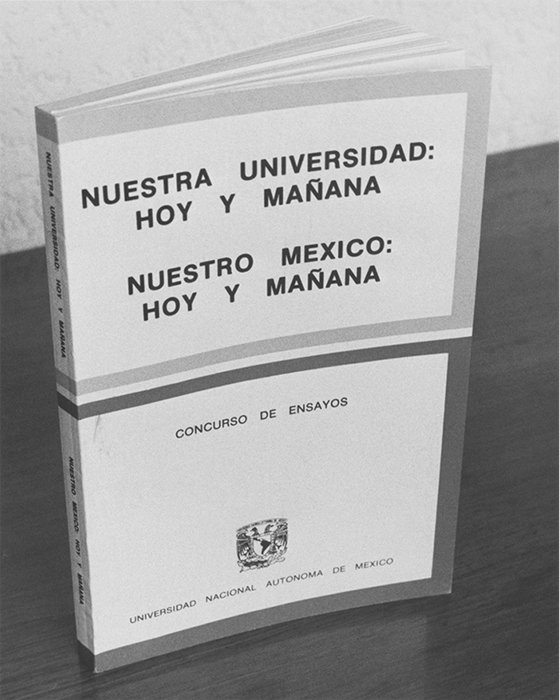 NUESTRA UNIVERSIDAD:
HOY Y MAÑANA
NUESTRO MEXICO:
HOY Y MAÑANA
CONCURSO DE ENSAYOS
UNIVERSIDAD NACIONAL AUTONOMA DE MEXICO
NUESTRA UNIVERSIDAD: HOY Y MAÑANA
NUESTRO MEXICO: HOY Y MAÑANA